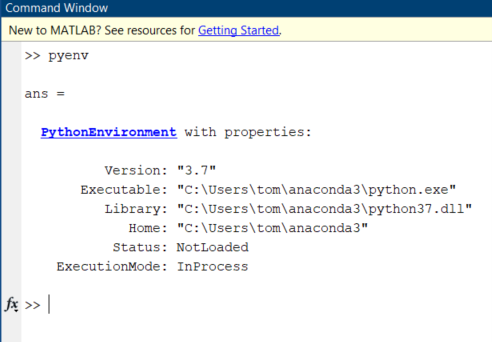 Command Window
New to MATLAB? See resources for Getting Started.
>> pyenv
ans =
PythonEnvironment with properties:
Version: "3.7"
Executable: "C:\Users\tom\anaconda3\python.exe"
Library: "C:\Users\tom\anaconda3\python37.dll"
Home: "C:\Users\tom\anaconda3"
Status: NotLoaded
ExecutionMode: InProcess
fx >>